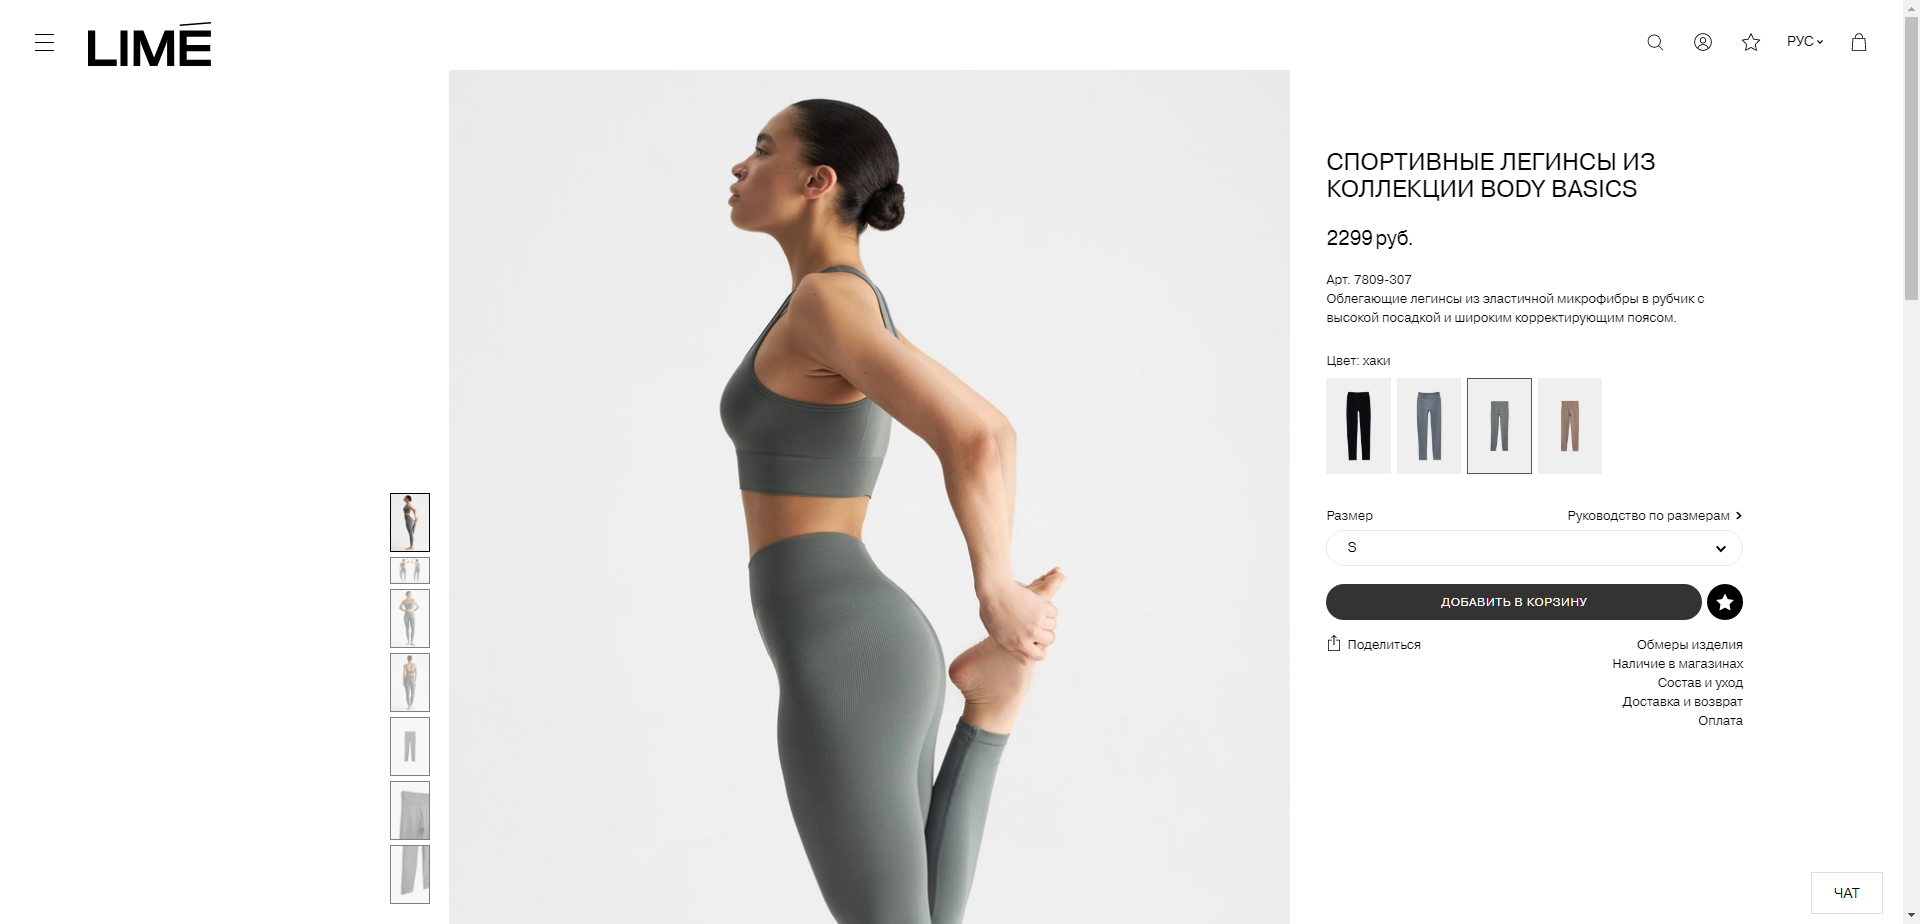 LIMÉ
РУС
СПОРТИВНЫЕ ЛЕГИНСЫ ИЗ
КОЛЛЕКЦИИ BODY BASICS
2299 руб.
Арт. 7809-307
Облегающие легинсы из эластичной микрофибры в рубчик с
высокой посадкой и широким корректирующим поясом.
Цвет: хаки
Размер
Руководство по размерам
S
ДОБАВИТЬ В КОРЗИНУ
Поделиться
Обмеры изделия
Наличие в магазинах
Состав и уход
Доставка и возврат
Оплата
ЧАТ